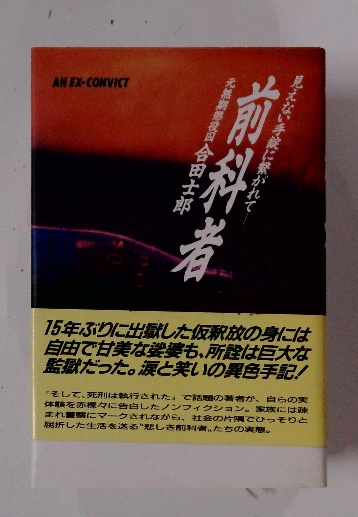 AN EX-CONVICT
見えない手錠に繋がれて―
前科者
元無期懲役囚 合田士郎
15年ぶりに出獄した仮釈放の身には
自由で甘美な娑婆も、所詮は巨大な
監獄だった。涙と笑いの異色手記!
「そして、死刑は執行された」で話題の著者が、自らの実
体験を赤裸々に告白したノンフィクション。家族には疎
まれ警察にマークされながら、社会の片隅でひっそりと
屈折した生活を送る“悲しき前科者”たちの実態。